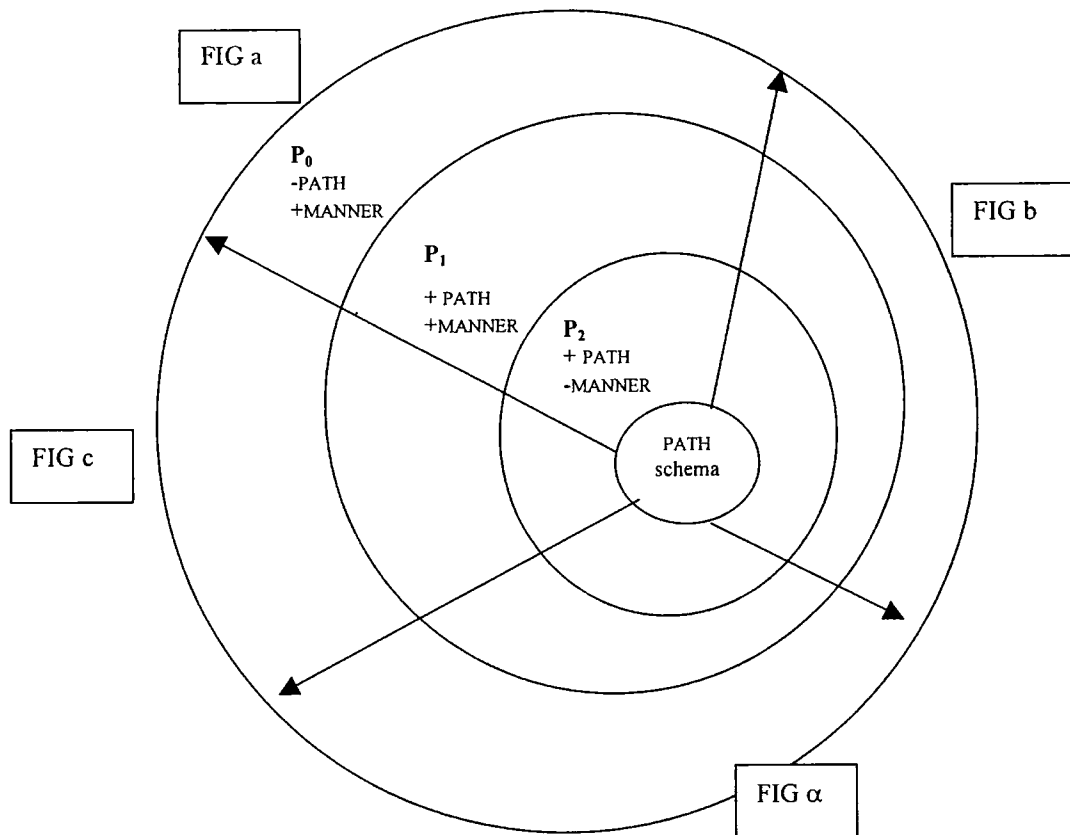 FIG a
P₀
-PATH
+MANNER
FIG b
P₁
+ PATH
+MANNER
P₂
+ PATH
-MANNER
PATH
schema
FIG c
FIG α